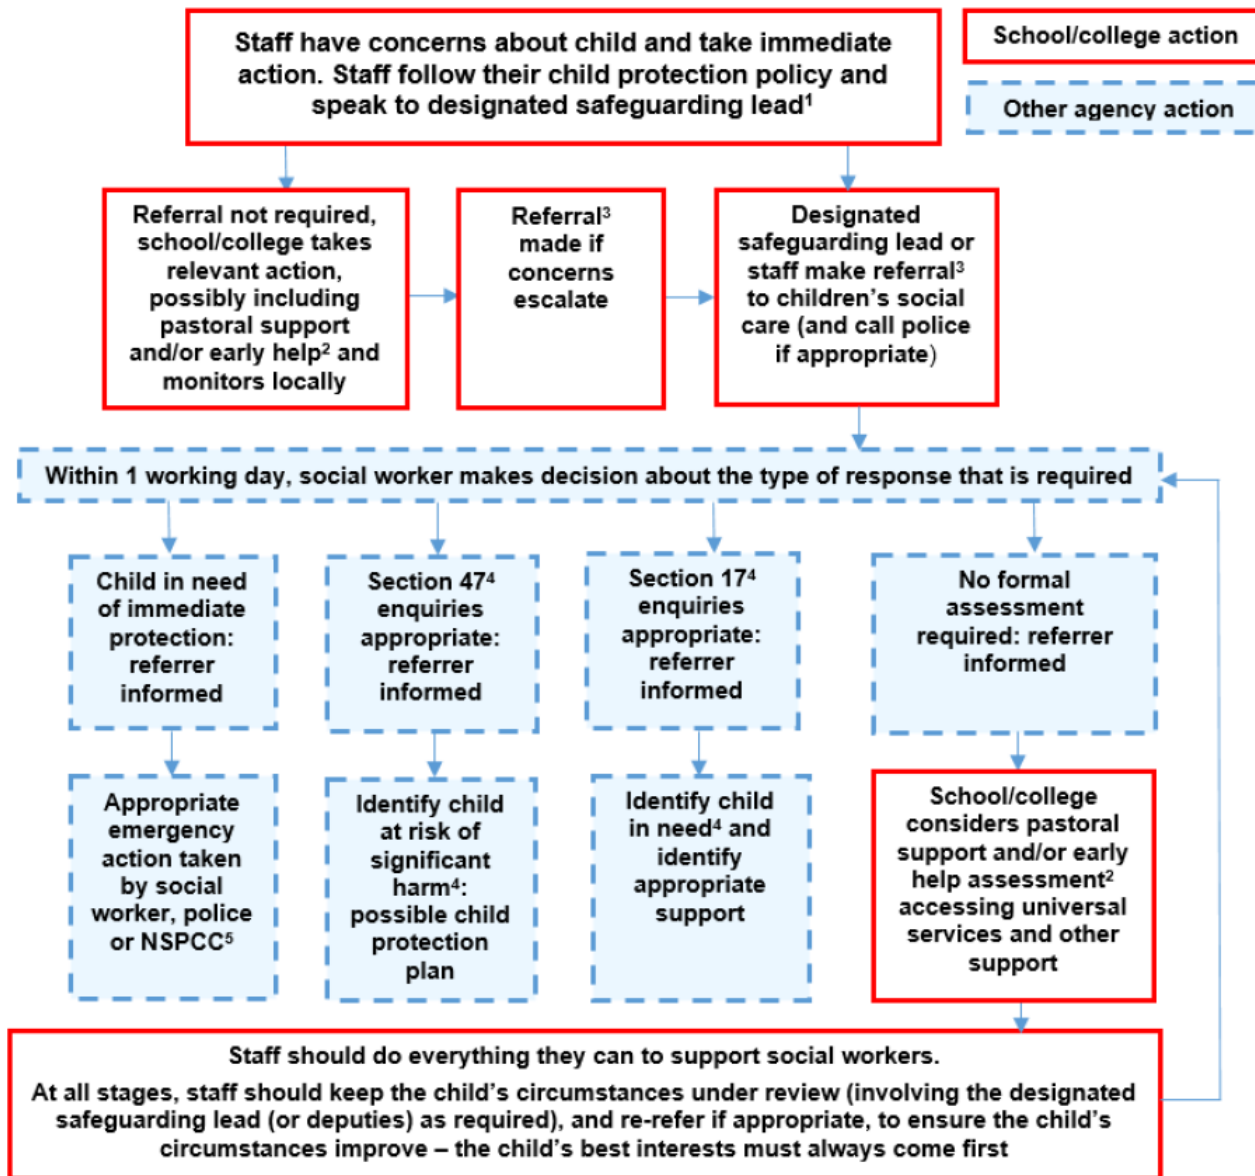 Staff have concerns about child and take immediate
action. Staff follow their child protection policy and
speak to designated safeguarding lead¹
School/college action
Other agency action
Referral not required,
school/college takes
relevant action,
possibly including
pastoral support
and/or early help² and
monitors locally
Referral³
made if
concerns
escalate
Designated
safeguarding lead or
staff make referral³
to children’s social
care (and call police
if appropriate)
Within 1 working day, social worker makes decision about the type of response that is required
Child in need
of immediate
protection:
referrer
informed
Section 47⁴
enquiries
appropriate:
referrer
informed
Section 17⁴
enquiries
appropriate:
referrer
informed
No formal
assessment
required: referrer
informed
Appropriate
emergency
action taken
by social
worker, police
or NSPCC⁵
Identify child
at risk of
significant
harm⁴:
possible child
protection
plan
Identify child
in need⁴ and
identify
appropriate
support
School/college
considers pastoral
support and/or early
help assessment²
accessing universal
services and other
support
Staff should do everything they can to support social workers.
At all stages, staff should keep the child’s circumstances under review (involving the designated
safeguarding lead (or deputies) as required), and re-refer if appropriate, to ensure the child’s
circumstances improve – the child’s best interests must always come first